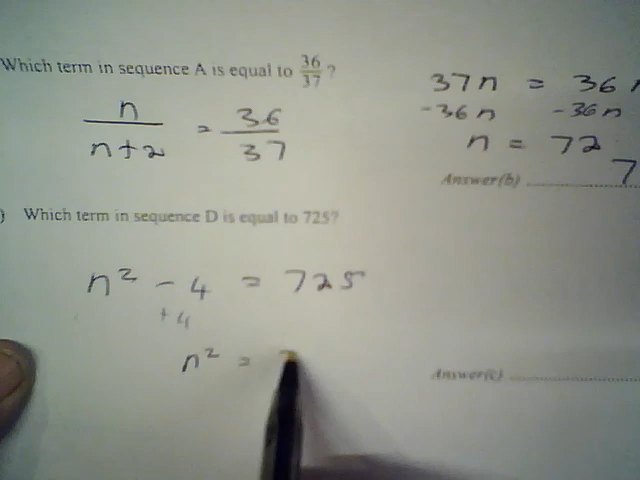 Which term in sequence A is equal to 36/37?
n/n+2 = 36/37
37n = 36
-36n -36n
n = 72
7
Answer(b)
) Which term in sequence D is equal to 725?
n² - 4 = 725
+4
n² =
Answer(c)